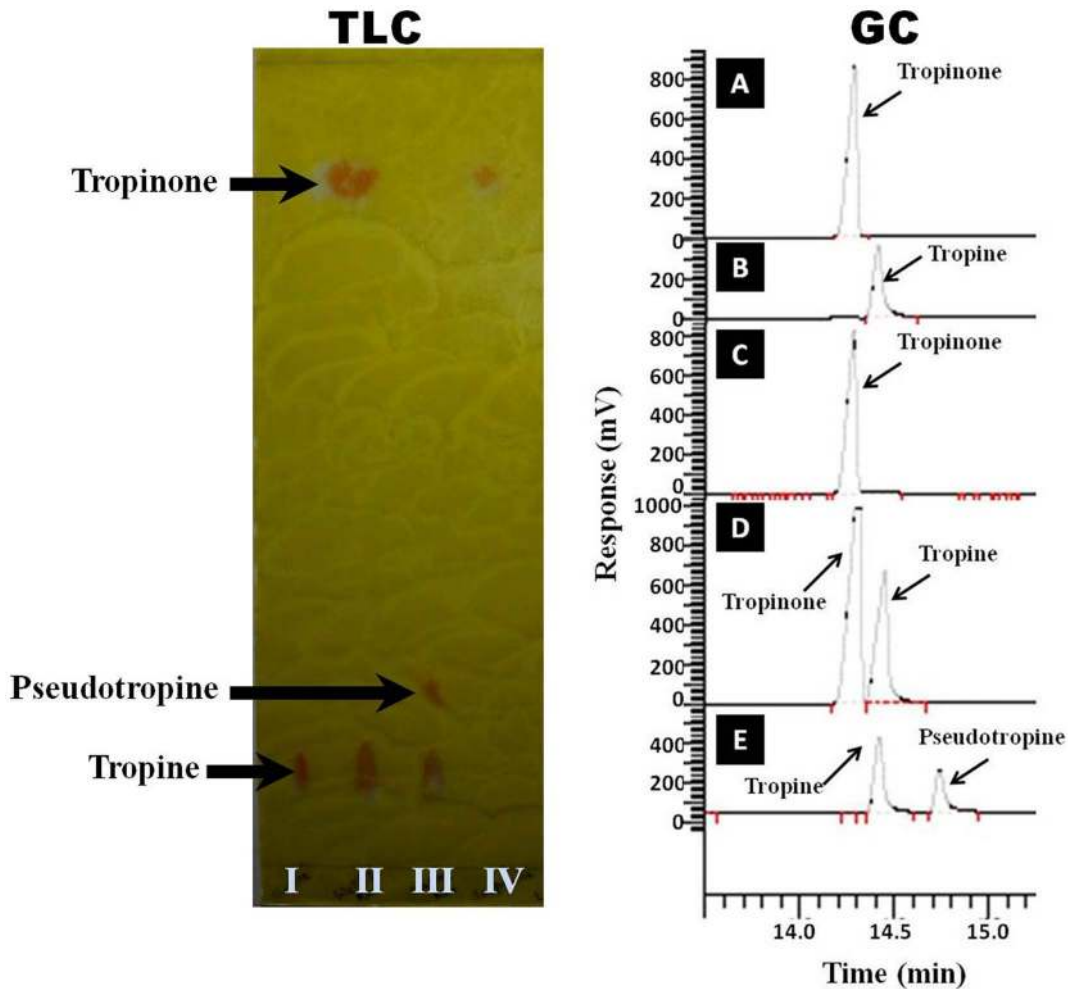 TLC
Tropinone
Pseudotropine
Tropine
I II III IV
GC
Response (mV)
A
Tropinone
800
600
400
200
0
B
Tropine
200
0
C
Tropinone
800
600
400
200
0
D
Tropinone
Tropine
1000
800
600
400
200
0
E
Tropine
Pseudotropine
400
200
0
14.0 14.5 15.0
Time (min)